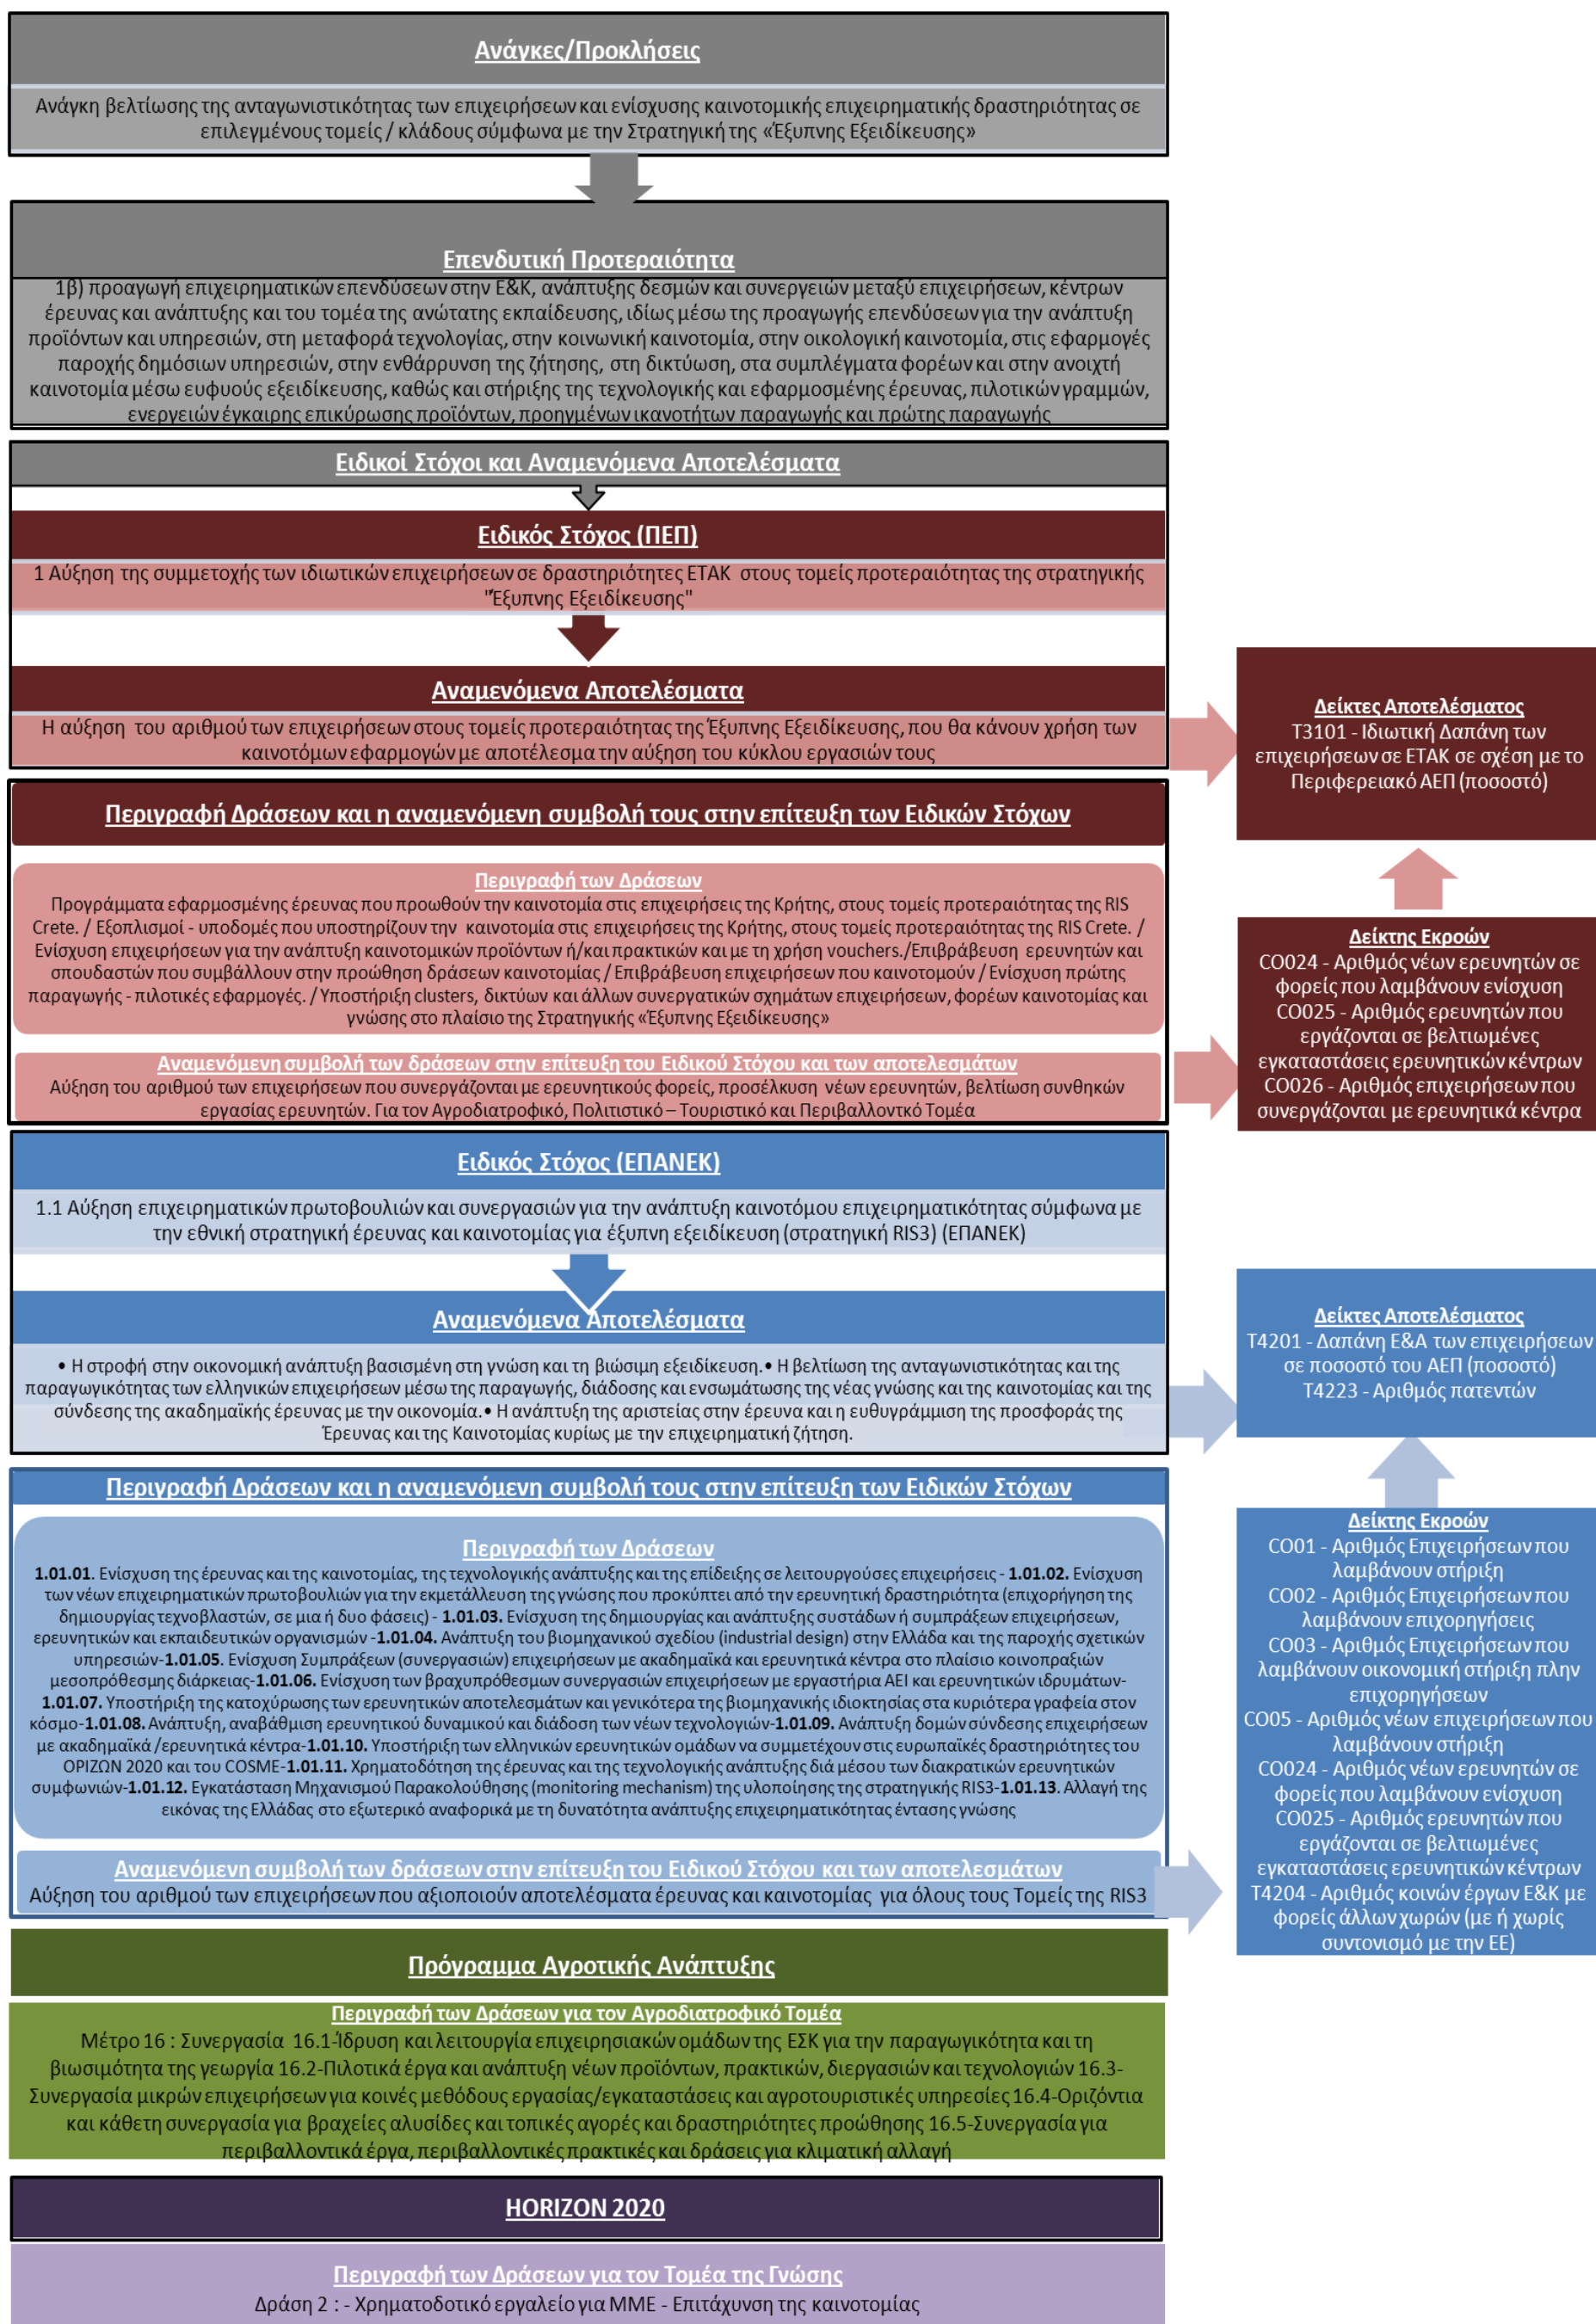 Ανάγκες/Προκλήσεις
Ανάγκη βελτίωσης της ανταγωνιστικότητας των επιχειρήσεων και ενίσχυσης καινοτομικής επιχειρηματικής δραστηριότητας σε
επιλεγμένους τομείς / κλάδους σύμφωνα με την Στρατηγική της «Έξυπνης Εξειδίκευσης»
Επενδυτική Προτεραιότητα
1β) προαγωγή επιχειρηματικών επενδύσεων στην Ε&Κ, ανάπτυξης δεσμών και συνεργειών μεταξύ επιχειρήσεων, κέντρων
έρευνας και ανάπτυξης και του τομέα της ανώτατης εκπαίδευσης, ιδίως μέσω της προαγωγής επενδύσεων για την ανάπτυξη
προϊόντων και υπηρεσιών, στη μεταφορά τεχνολογίας, στην κοινωνική καινοτομία, στην οικολογική καινοτομία, στις εφαρμογές
παροχής δημόσιων υπηρεσιών, στην ενθάρρυνση της ζήτησης, στη δικτύωση, στα συμπλέγματα φορέων και στην ανοιχτή
καινοτομία μέσω ευφυούς εξειδίκευσης, καθώς και στήριξης της τεχνολογικής και εφαρμοσμένης έρευνας, πιλοτικών γραμμών,
ενεργειών έγκαιρης επικύρωσης προϊόντων, προηγμένων ικανοτήτων παραγωγής και πρώτης παραγωγής
Ειδικοί Στόχοι και Αναμενόμενα Αποτελέσματα
Ειδικός Στόχος (ΠΕΠ)
1 Αύξηση της συμμετοχής των ιδιωτικών επιχειρήσεων σε δραστηριότητες ΕΤΑΚ στους τομείς προτεραιότητας της στρατηγικής
"Έξυπνης Εξειδίκευσης"
Αναμενόμενα Αποτελέσματα
Η αύξηση του αριθμού των επιχειρήσεων στους τομείς προτεραιότητας της Έξυπνης Εξειδίκευσης, που θα κάνουν χρήση των
καινοτόμων εφαρμογών με αποτέλεσμα την αύξηση του κύκλου εργασιών τους
Δείκτες Αποτελέσματος
Τ3101 - Ιδιωτική Δαπάνη των
επιχειρήσεων σε ΕΤΑΚ σε σχέση με το
Περιφερειακό ΑΕΠ (ποσοστό)
Περιγραφή Δράσεων και η αναμενόμενη συμβολή τους στην επίτευξη των Ειδικών Στόχων
Περιγραφή των Δράσεων
Προγράμματα εφαρμοσμένης έρευνας που προωθούν την καινοτομία στις επιχειρήσεις της Κρήτης, στους τομείς προτεραιότητας της RIS
Crete. / Εξοπλισμοί - υποδομές που υποστηρίζουν την καινοτομία στις επιχειρήσεις της Κρήτης, στους τομείς προτεραιότητας της RIS Crete. /
Ενίσχυση επιχειρήσεων για την ανάπτυξη καινοτομικών προϊόντων ή/και πρακτικών και με τη χρήση vouchers./Επιβράβευση ερευνητών και
σπουδαστών που συμβάλλουν στην προώθηση δράσεων καινοτομίας / Επιβράβευση επιχειρήσεων που καινοτομούν / Ενίσχυση πρώτης
παραγωγής - πιλοτικές εφαρμογές. / Υποστήριξη clusters, δικτύων και άλλων συνεργατικών σχημάτων επιχειρήσεων, φορέων καινοτομίας και
γνώσης στο πλαίσιο της Στρατηγικής «Έξυπνης Εξειδίκευσης»
Αναμενόμενη συμβολή των δράσεων στην επίτευξη του Ειδικού Στόχου και των αποτελεσμάτων
Αύξηση του αριθμού των επιχειρήσεων που συνεργάζονται με ερευνητικούς φορείς, προσέλκυση νέων ερευνητών, βελτίωση συνθηκών
εργασίας ερευνητών. Για τον Αγροδιατροφικό, Πολιτιστικό – Τουριστικό και Περιβαλλοντκό Τομέα
Δείκτης Εκροών
CO024 - Αριθμός νέων ερευνητών σε
φορείς που λαμβάνουν ενίσχυση
CO025 - Αριθμός ερευνητών που
εργάζονται σε βελτιωμένες
εγκαταστάσεις ερευνητικών κέντρων
CO026 - Αριθμός επιχειρήσεων που
συνεργάζονται με ερευνητικά κέντρα
Ειδικός Στόχος (ΕΠΑΝΕΚ)
1.1 Αύξηση επιχειρηματικών πρωτοβουλιών και συνεργασιών για την ανάπτυξη καινοτόμου επιχειρηματικότητας σύμφωνα με
την εθνική στρατηγική έρευνας και καινοτομίας για έξυπνη εξειδίκευση (στρατηγική RIS3) (ΕΠΑΝΕΚ)
Αναμενόμενα Αποτελέσματα
• Η στροφή στην οικονομική ανάπτυξη βασισμένη στη γνώση και τη βιώσιμη εξειδίκευση.• Η βελτίωση της ανταγωνιστικότητας και της
παραγωγικότητας των ελληνικών επιχειρήσεων μέσω της παραγωγής, διάδοσης και ενσωμάτωσης της νέας γνώσης και της καινοτομίας και της
σύνδεσης της ακαδημαϊκής έρευνας με την οικονομία.• Η ανάπτυξη της αριστείας στην έρευνα και η ευθυγράμμιση της προσφοράς της
Έρευνας και της Καινοτομίας κυρίως με την επιχειρηματική ζήτηση.
Δείκτες Αποτελέσματος
Τ4201 - Δαπάνη Ε&Α των επιχειρήσεων
σε ποσοστό του ΑΕΠ (ποσοστό)
Τ4223 - Αριθμός πατεντών
Περιγραφή Δράσεων και η αναμενόμενη συμβολή τους στην επίτευξη των Ειδικών Στόχων
Περιγραφή των Δράσεων
1.01.01. Ενίσχυση της έρευνας και της καινοτομίας, της τεχνολογικής ανάπτυξης και της επίδειξης σε λειτουργούσες επιχειρήσεις - 1.01.02. Ενίσχυση
των νέων επιχειρηματικών πρωτοβουλιών για την εκμετάλλευση της γνώσης που προκύπτει από την ερευνητική δραστηριότητα (επιχορήγηση της
δημιουργίας τεχνοβλαστών, σε μια ή δυο φάσεις) - 1.01.03. Ενίσχυση της δημιουργίας και ανάπτυξης συστάδων ή συμπράξεων επιχειρήσεων,
ερευνητικών και εκπαιδευτικών οργανισμών -1.01.04. Ανάπτυξη του βιομηχανικού σχεδίου (industrial design) στην Ελλάδα και της παροχής σχετικών
υπηρεσιών-1.01.05. Ενίσχυση Συμπράξεων (συνεργασιών) επιχειρήσεων με ακαδημαϊκά και ερευνητικά κέντρα στο πλαίσιο κοινοπραξιών
μεσοπρόθεσμης διάρκειας-1.01.06. Ενίσχυση των βραχυπρόθεσμων συνεργασιών επιχειρήσεων με εργαστήρια ΑΕΙ και ερευνητικών ιδρυμάτων-
1.01.07. Υποστήριξη της κατοχύρωσης των ερευνητικών αποτελεσμάτων και γενικότερα της βιομηχανικής ιδιοκτησίας στα κυριότερα γραφεία στον
κόσμο-1.01.08. Ανάπτυξη, αναβάθμιση ερευνητικού δυναμικού και διάδοση των νέων τεχνολογιών-1.01.09. Ανάπτυξη δομών σύνδεσης επιχειρήσεων
με ακαδημαϊκά /ερευνητικά κέντρα-1.01.10. Υποστήριξη των ελληνικών ερευνητικών ομάδων να συμμετέχουν στις ευρωπαϊκές δραστηριότητες του
ΟΡΙΖΩΝ 2020 και του COSME-1.01.11. Χρηματοδότηση της έρευνας και της τεχνολογικής ανάπτυξης διά μέσου των διακρατικών ερευνητικών
συμφωνιών-1.01.12. Εγκατάσταση Μηχανισμού Παρακολούθησης (monitoring mechanism) της υλοποίησης της στρατηγικής RIS3-1.01.13. Αλλαγή της
εικόνας της Ελλάδας στο εξωτερικό αναφορικά με τη δυνατότητα ανάπτυξης επιχειρηματικότητας έντασης γνώσης
Αναμενόμενη συμβολή των δράσεων στην επίτευξη του Ειδικού Στόχου και των αποτελεσμάτων
Αύξηση του αριθμού των επιχειρήσεων που αξιοποιούν αποτελέσματα έρευνας και καινοτομίας για όλους τους Τομείς της RIS3
Δείκτης Εκροών
CO01 - Αριθμός Επιχειρήσεων που
λαμβάνουν στήριξη
CO02 - Αριθμός Επιχειρήσεων που
λαμβάνουν επιχορηγήσεις
CO03 - Αριθμός Επιχειρήσεων που
λαμβάνουν οικονομική στήριξη πλην
επιχορηγήσεων
CO05 - Αριθμός νέων επιχειρήσεων που
λαμβάνουν στήριξη
CO024 - Αριθμός νέων ερευνητών σε
φορείς που λαμβάνουν ενίσχυση
CO025 - Αριθμός ερευνητών που
εργάζονται σε βελτιωμένες
εγκαταστάσεις ερευνητικών κέντρων
Τ4204 - Αριθμός κοινών έργων Ε&Κ με
φορείς άλλων χωρών (με ή χωρίς
συντονισμό με την ΕΕ)
Πρόγραμμα Αγροτικής Ανάπτυξης
Περιγραφή των Δράσεων για τον Αγροδιατροφικό Τομέα
Μέτρο 16 : Συνεργασία 16.1-Ίδρυση και λειτουργία επιχειρησιακών ομάδων της ΕΣΚ για την παραγωγικότητα και τη
βιωσιμότητα της γεωργία 16.2-Πιλοτικά έργα και ανάπτυξη νέων προϊόντων, πρακτικών, διεργασιών και τεχνολογιών 16.3-
Συνεργασία μικρών επιχειρήσεων για κοινές μεθόδους εργασίας/εγκαταστάσεις και αγροτουριστικές υπηρεσίες 16.4-Οριζόντια
και κάθετη συνεργασία για βραχείες αλυσίδες και τοπικές αγορές και δραστηριότητες προώθησης 16.5-Συνεργασία για
περιβαλλοντικά έργα, περιβαλλοντικές πρακτικές και δράσεις για κλιματική αλλαγή
HORIZON 2020
Περιγραφή των Δράσεων για τον Τομέα της Γνώσης
Δράση 2 : - Χρηματοδοτικό εργαλείο για ΜΜΕ - Επιτάχυνση της καινοτομίας